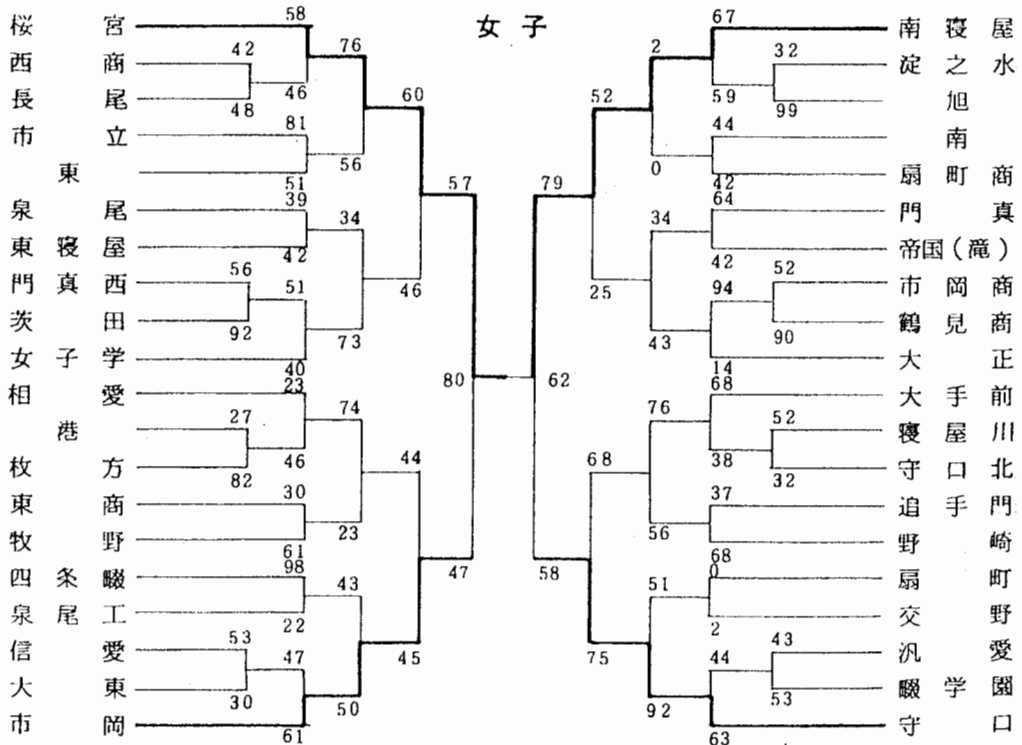 女子
58 67
桜宮 南寝屋
76 2
42 32
西商 淀之水
46 59
長尾 旭
48 60 52 99
81 44
市立 南
56 0
東 扇町商
51 57 79 42
39 64
泉尾 門真
34 34
東寝屋 帝国(滝)
42 42
56 51 46 25 94 52
門真西 市岡商
茨田 鶴見商
92 73 43 90
女子学 大正
40 80 62 14
23 68
相愛 大手前
27 74 76 52
港 寝屋川
46 44 68 38
枚方 守口北
82 32
30 37
東商 追手門
23 56
牧野 野崎
61 68
98 47 58 0
四条畷 扇町
43 51
泉尾工 交野
22 2
53 43
信愛 汎愛
47 45 75 44
大東 畷学園
30 50 92 53
市岡 守口
61 63